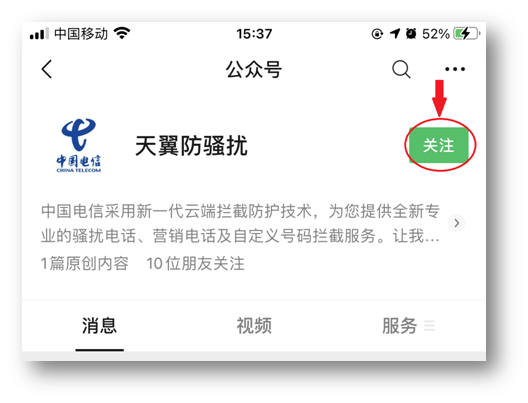 中国移动 15:37 52%
公众号
中国电信
CHINA TELECOM
天翼防骚扰
关注
中国电信采用新一代云端拦截防护技术，为您提供全新专
业的骚扰电话、营销电话及自定义号码拦截服务。让我...
1篇原创内容 10位朋友关注
消息 视频 服务